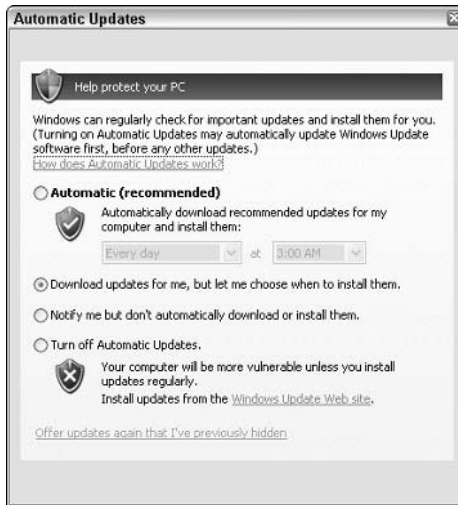 Automatic Updates
Help protect your PC
Windows can regularly check for important updates and install them for you.
(Turning on Automatic Updates may automatically update Windows Update
software first, before any other updates.)
How does Automatic Updates work?
Automatic (recommended)
Automatically download recommended updates for my
computer and install them:
Every day at 3:00 AM
Download updates for me, but let me choose when to install them.
Notify me but don't automatically download or install them.
Turn off Automatic Updates.
Your computer will be more vulnerable unless you install
updates regularly.
Install updates from the Windows Update Web site.
Offer updates again that I've previously hidden